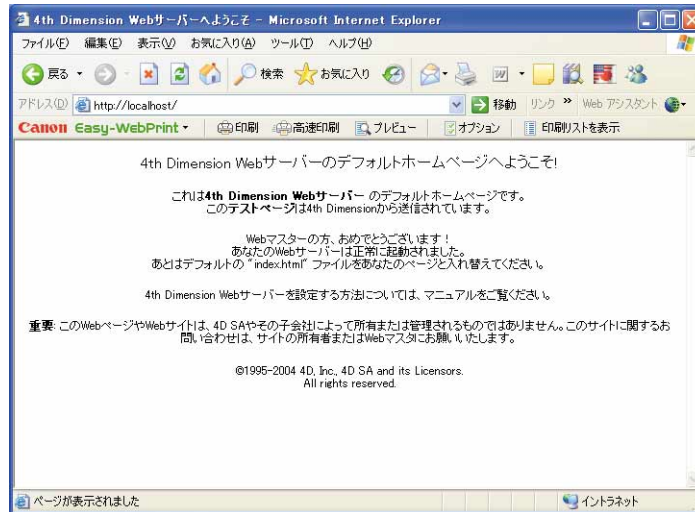 4th Dimension Webサーバーへようこそ - Microsoft Internet Explorer
ファイル(F) 編集(E) 表示(V) お気に入り(A) ツール(T) ヘルプ(H)
戻る 検索 お気に入り
アドレス(D) http://localhost/ 移動 リンク » Web アシスタント
Canon Easy-WebPrint 印刷 高速印刷 プレビュー オプション 印刷リストを表示
4th Dimension Webサーバーのデフォルトホームページへようこそ!
これは4th Dimension Webサーバー のデフォルトホームページです。
このテストページは4th Dimensionから送信されています。
Webマスターの方、おめでとうございます！
あなたのWebサーバーは正常に起動されました。
あとはデフォルトの "index.html" ファイルをあなたのページと入れ替えてください。
4th Dimension Webサーバーを設定する方法については、マニュアルをご覧ください。
重要: このWebページやWebサイトは、4D SAやその子会社によって所有または管理されるものではありません。このサイトに関するお
問い合わせは、サイトの所有者またはWebマスタにお願いいたします。
©1995-2004 4D, Inc., 4D SA and its Licensors.
All rights reserved.
ページが表示されました イントラネット